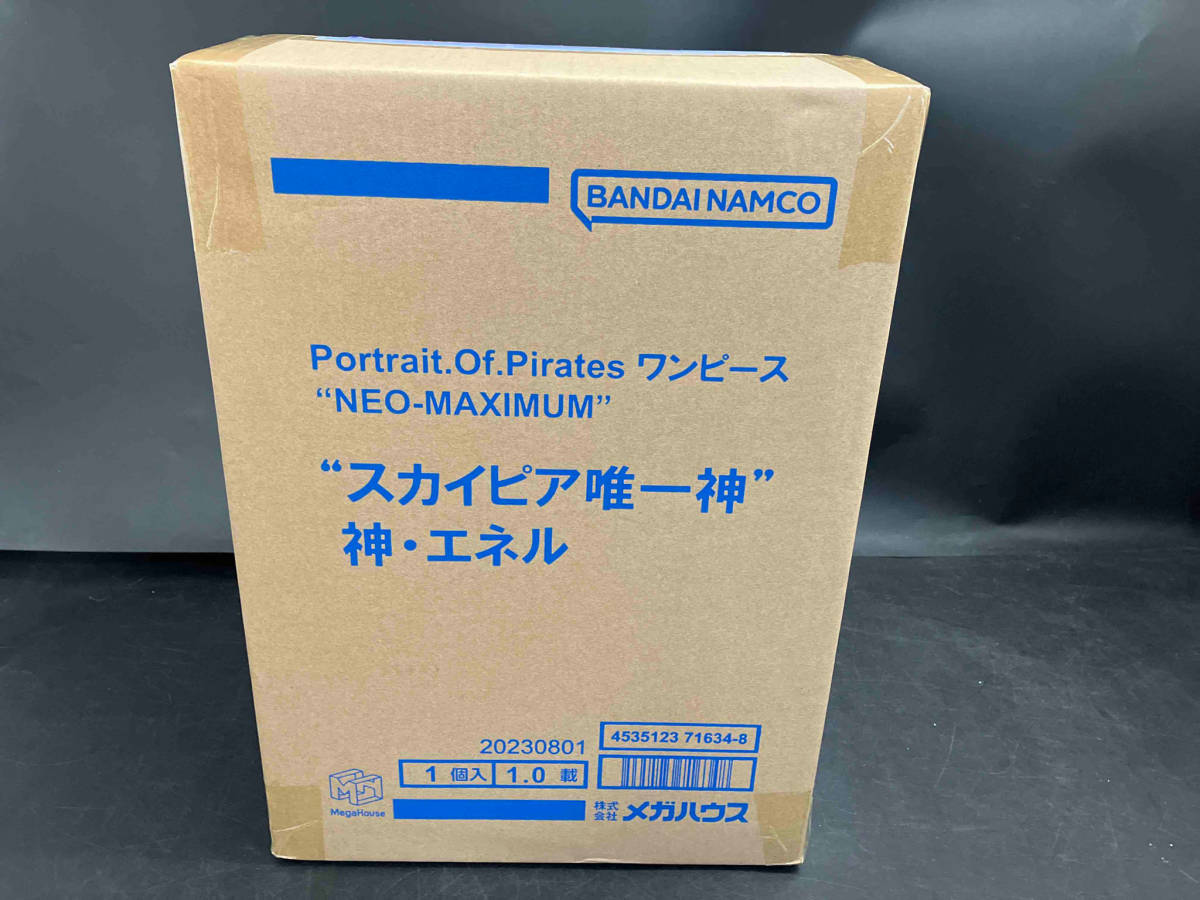 BANDAI NAMCO
Portrait.Of.Pirates ワンピース
“NEO-MAXIMUM”
“スカイピア唯一神”
神・エネル
20230801
4535123 71634-8
1 個入 1.0 載
MegaHouse
株式会社 メガハウス